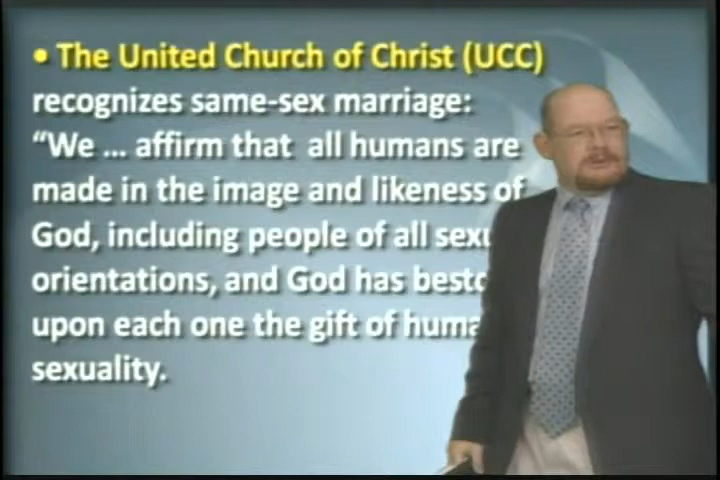 • The United Church of Christ (UCC)
recognizes same-sex marriage:
“We ... affirm that all humans are
made in the image and likeness of
God, including people of all
orientations, and God has
upon each one the gift of
sexuality.